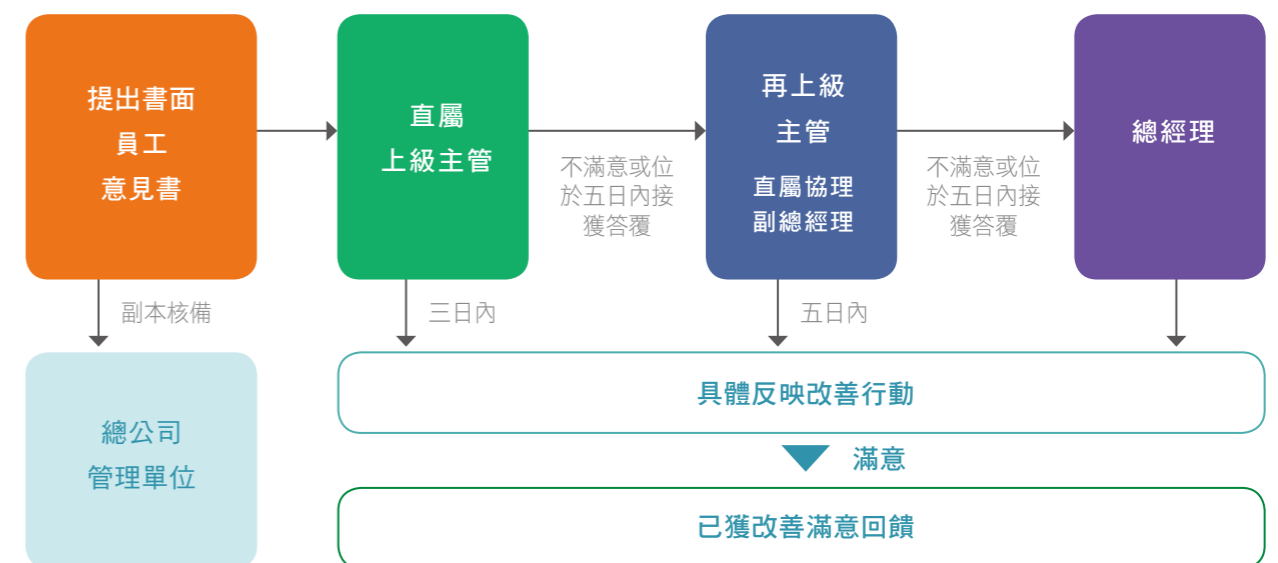 提出書面
員工
意見書
直屬
上級主管
不滿意或位
於五日內接
獲答覆
再上級
主管
直屬協理
副總經理
不滿意或位
於五日內接
獲答覆
總經理
副本核備
三日內
五日內
總公司
管理單位
具體反映改善行動
滿意
已獲改善滿意回饋